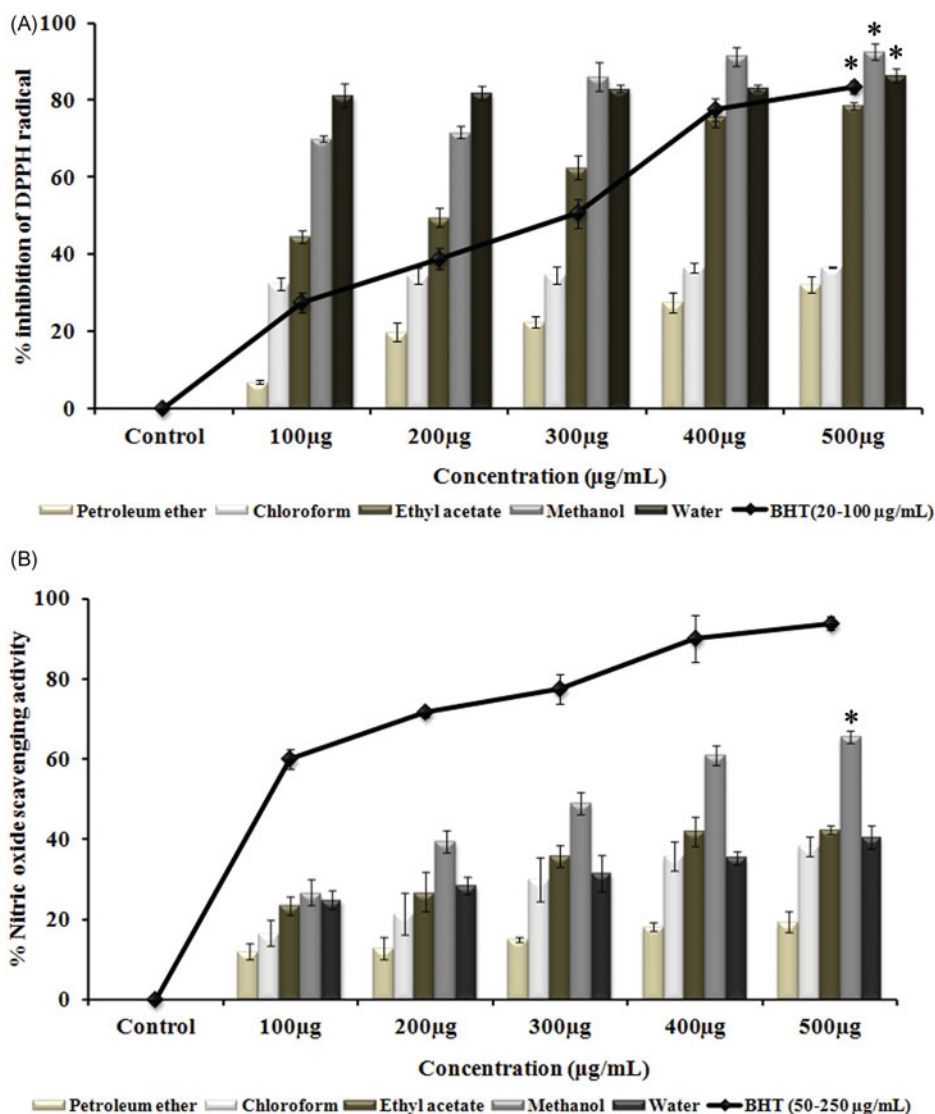 (A)
100
80
60
40
20
0
% inhibition of DPPH radical
* * *
Control 100µg 200µg 300µg 400µg 500µg
Concentration (µg/mL)
Petroleum ether Chloroform Ethyl acetate Methanol Water BHT(20-100 µg/mL)
(B)
100
80
60
40
20
0
% Nitric oxide scavenging activity
*
Control 100µg 200µg 300µg 400µg 500µg
Concentration (µg/mL)
Petroleum ether Chloroform Ethyl acetate Methanol Water BHT (50-250 µg/mL)